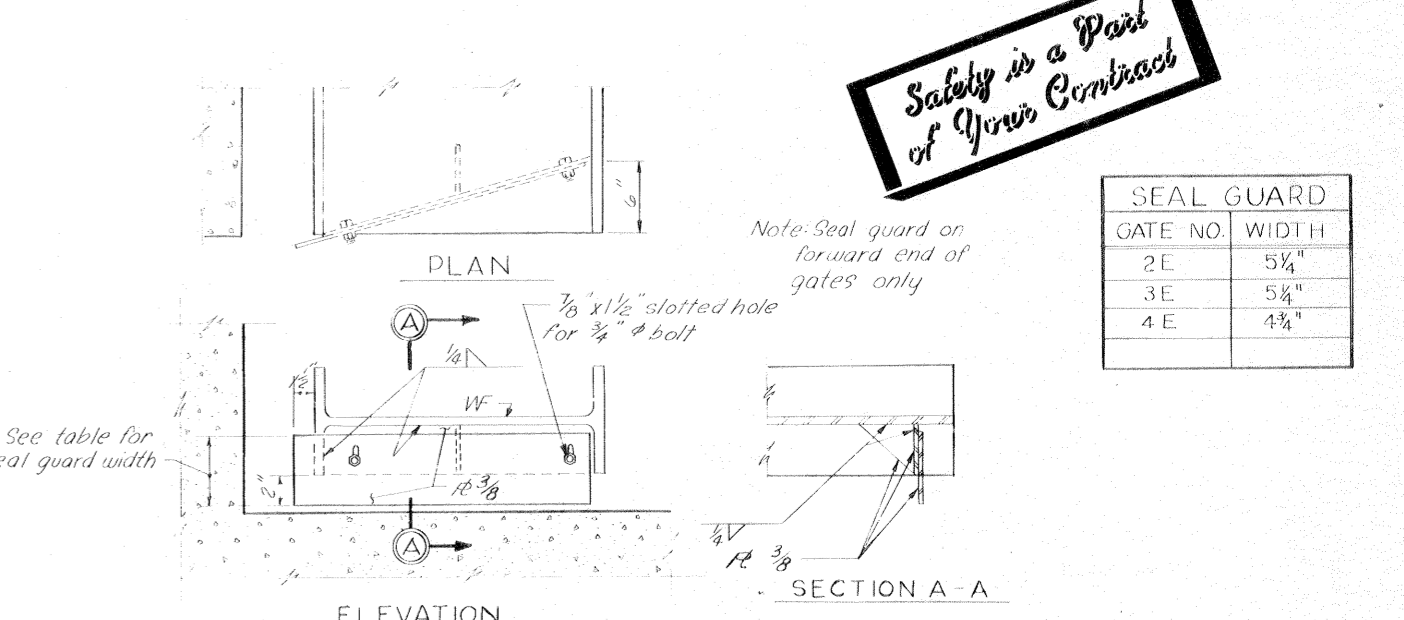 Safety is a Part
of Your Contract
6"
PLAN
Note: Seal guard on
forward end of
gates only
SEAL GUARD
GATE NO. WIDTH
2E 5¼"
3E 5¼"
4E 4¾"
A
⅞" x 1½" slotted hole
for ¾" ⌀ bolt
¼
WF
See table for
seal guard width
2"
℄ ⅜
A
ELEVATION
¼
℄ ⅜
SECTION A-A